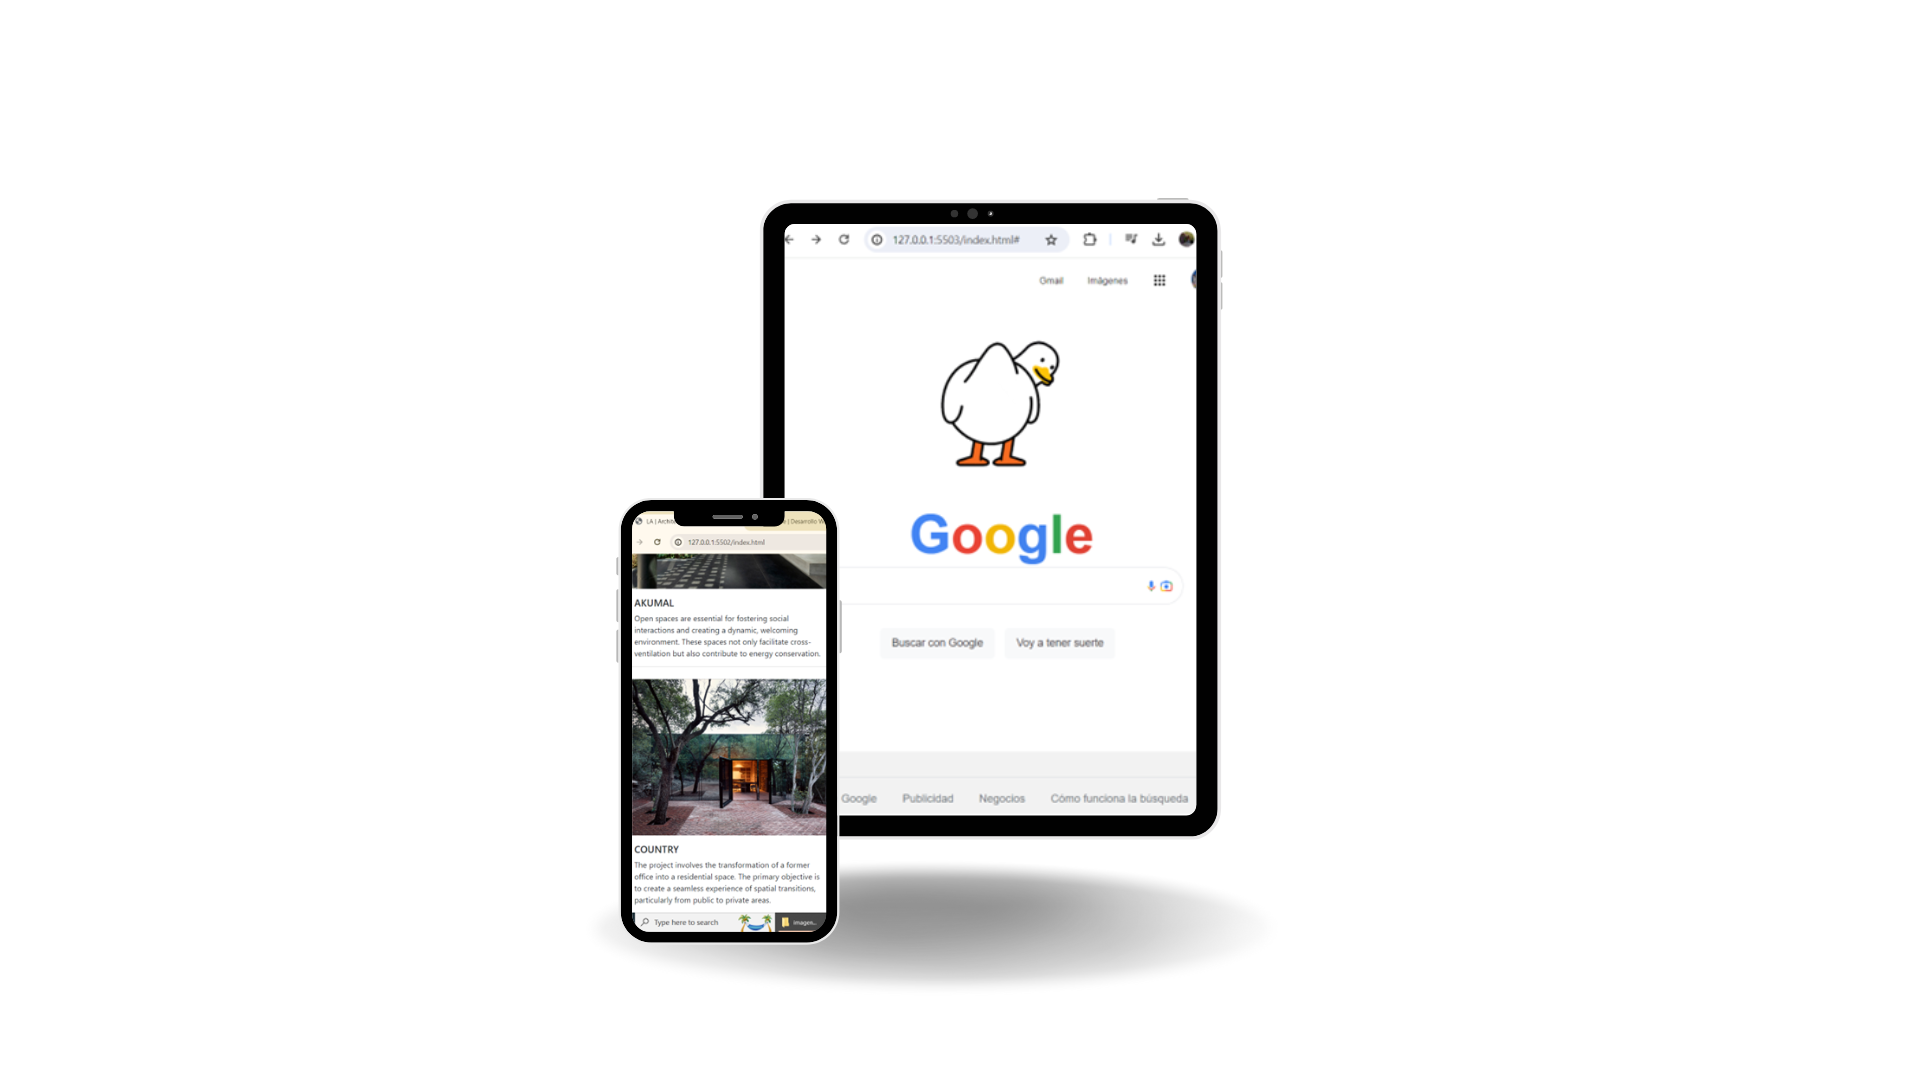 127.0.0.1:5503/index.html#
Gmail Imágenes
Google
Buscar con Google Voy a tener suerte
Google Publicidad Negocios Cómo funciona la búsqueda
LA | Archit | Desarrollo W
127.0.0.1:5502/index.html
AKUMAL
Open spaces are essential for fostering social
interactions and creating a dynamic, welcoming
environment. These spaces not only facilitate cross-
ventilation but also contribute to energy conservation.
COUNTRY
The project involves the transformation of a former
office into a residential space. The primary objective is
to create a seamless experience of spatial transitions,
particularly from public to private areas.
Type here to search Imagen...